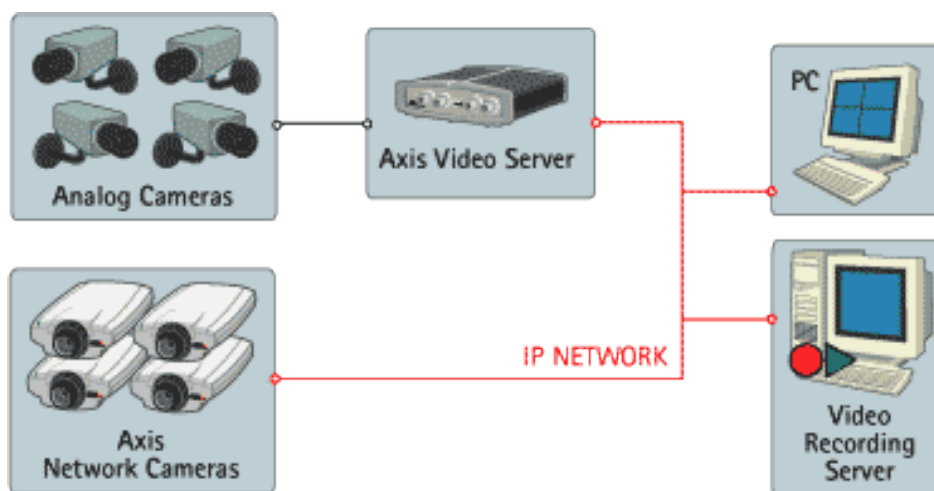 Analog Cameras
Axis Video Server
PC
IP NETWORK
Axis
Network Cameras
Video
Recording
Server